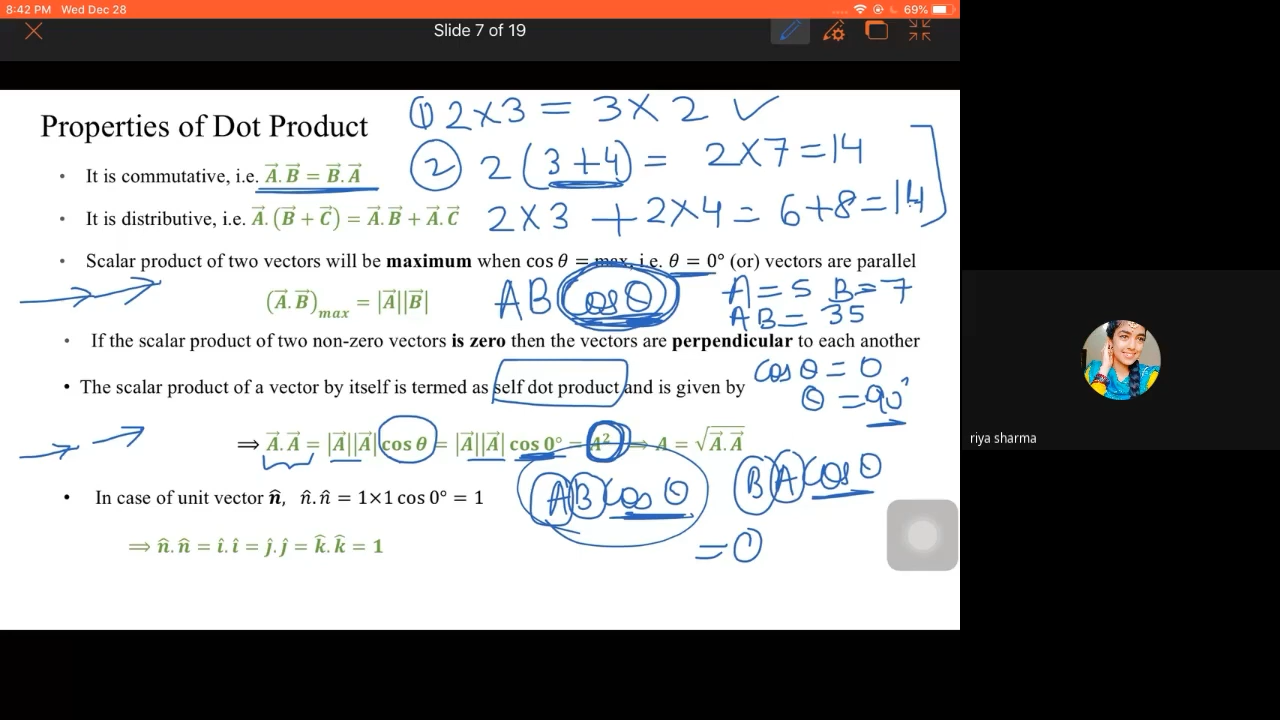 8:42 PM Wed Dec 28 69%
Slide 7 of 19
① 2×3 = 3×2 ✓
Properties of Dot Product
② 2(3+4) = 2×7=14
• It is commutative, i.e. A⃗.B⃗ = B⃗.A⃗
• It is distributive, i.e. A⃗.(B⃗ + C⃗) = A⃗.B⃗ + A⃗.C⃗
2×3 + 2×4 = 6+8 = 14
• Scalar product of two vectors will be maximum when cos θ = max, i.e. θ = 0° (or) vectors are parallel
(A⃗.B⃗)max = |A⃗||B⃗|
AB cos θ
A = 5 B = 7
AB = 35
• If the scalar product of two non-zero vectors is zero then the vectors are perpendicular to each another
• The scalar product of a vector by itself is termed as self dot product and is given by
cos θ = 0
θ = 90°
⇒ A⃗.A⃗ = |A⃗||A⃗| cos θ = |A⃗||A⃗| cos 0° = A² ⇒ A = √A⃗.A⃗
• In case of unit vector n̂, n̂.n̂ = 1×1 cos 0° = 1
AB cos θ
BA cos θ
= 0
⇒ n̂.n̂ = î.î = ĵ.ĵ = k̂.k̂ = 1
riya sharma